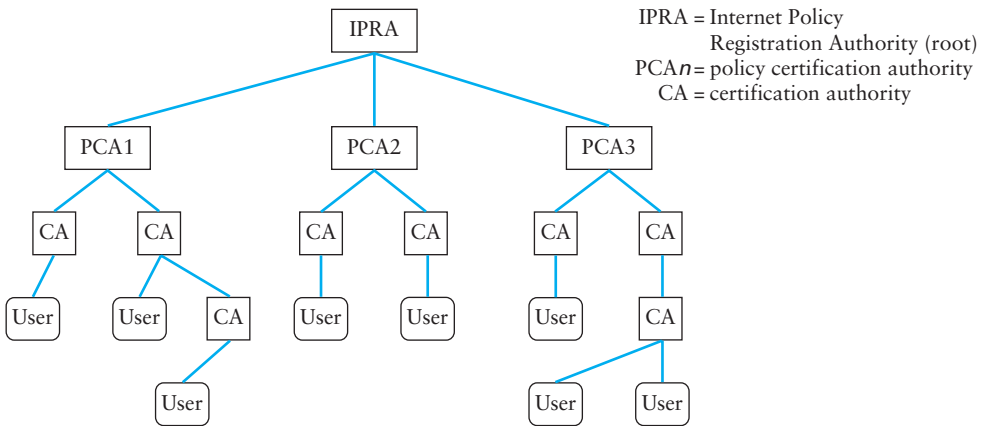 IPRA
IPRA = Internet Policy
Registration Authority (root)
PCAn = policy certification authority
CA = certification authority
PCA1 PCA2 PCA3
CA CA CA CA CA CA
User User CA User User User CA
User User User